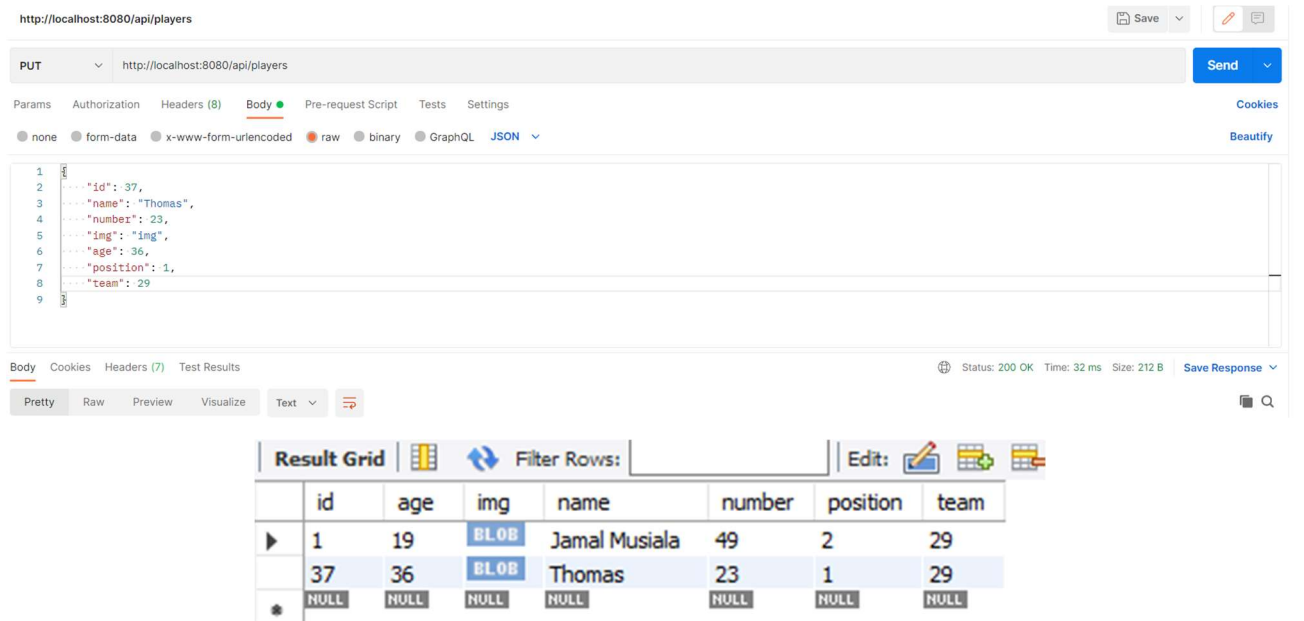 http://localhost:8080/api/players Save
PUT http://localhost:8080/api/players Send
Params Authorization Headers (8) Body Pre-request Script Tests Settings Cookies
none form-data x-www-form-urlencoded raw binary GraphQL JSON Beautify
1 {
2 "id": 37,
3 "name": "Thomas",
4 "number": 23,
5 "img": "img",
6 "age": 36,
7 "position": 1,
8 "team": 29
9 }
Body Cookies Headers (7) Test Results Status: 200 OK Time: 32 ms Size: 212 B Save Response
Pretty Raw Preview Visualize Text
Result Grid Filter Rows: Edit:
id age img name number position team
1 19 BLOB Jamal Musiala 49 2 29
37 36 BLOB Thomas 23 1 29
NULL NULL NULL NULL NULL NULL NULL